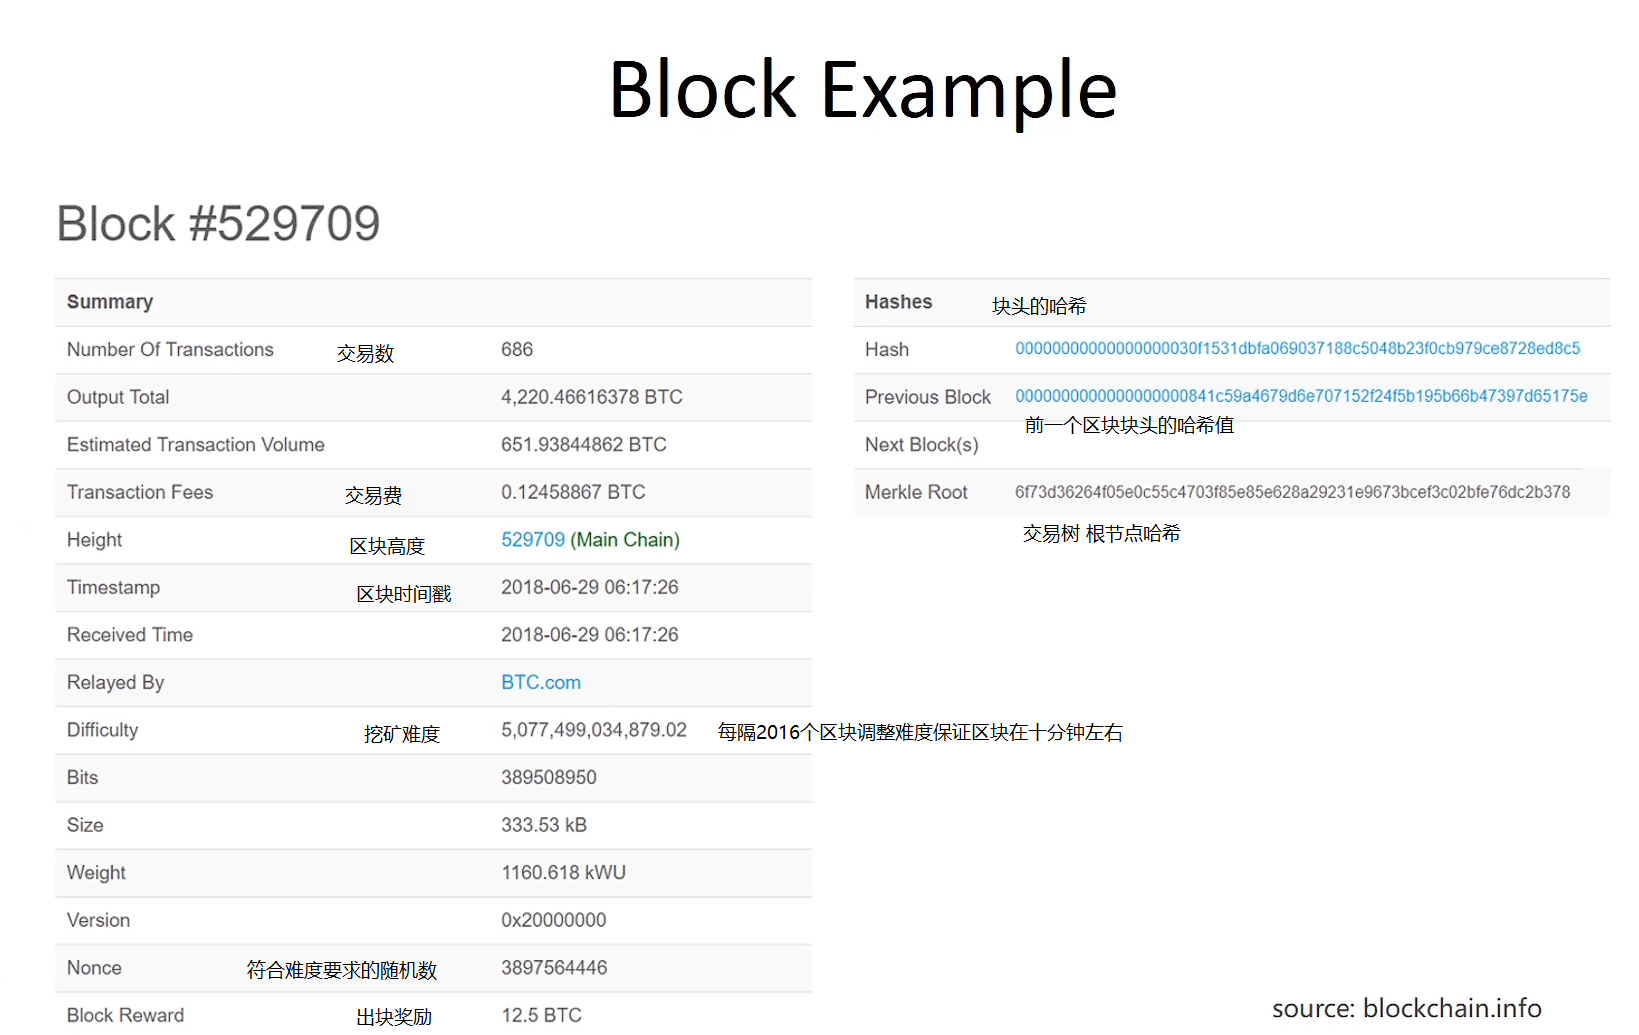 Block Example
Block #529709
Summary
Number Of Transactions 交易数 686
Output Total 4,220.46616378 BTC
Estimated Transaction Volume 651.93844862 BTC
Transaction Fees 交易费 0.12458867 BTC
Height 区块高度 529709 (Main Chain)
Timestamp 区块时间戳 2018-06-29 06:17:26
Received Time 2018-06-29 06:17:26
Relayed By BTC.com
Difficulty 挖矿难度 5,077,499,034,879.02 每隔2016个区块调整难度保证区块在十分钟左右
Bits 389508950
Size 333.53 kB
Weight 1160.618 kWU
Version 0x20000000
Nonce 符合难度要求的随机数 3897564446
Block Reward 出块奖励 12.5 BTC
Hashes 块头的哈希
Hash 00000000000000000030f1531dbfa069037188c5048b23f0cb979ce8728ed8c5
Previous Block 0000000000000000000841c59a4679d6e707152f24f5b195b66b47397d65175e
前一个区块块头的哈希值
Next Block(s)
Merkle Root 6f73d36264f05e0c55c4703f85e85e628a29231e9673bcef3c02bfe76dc2b378
交易树 根节点哈希
source: blockchain.info